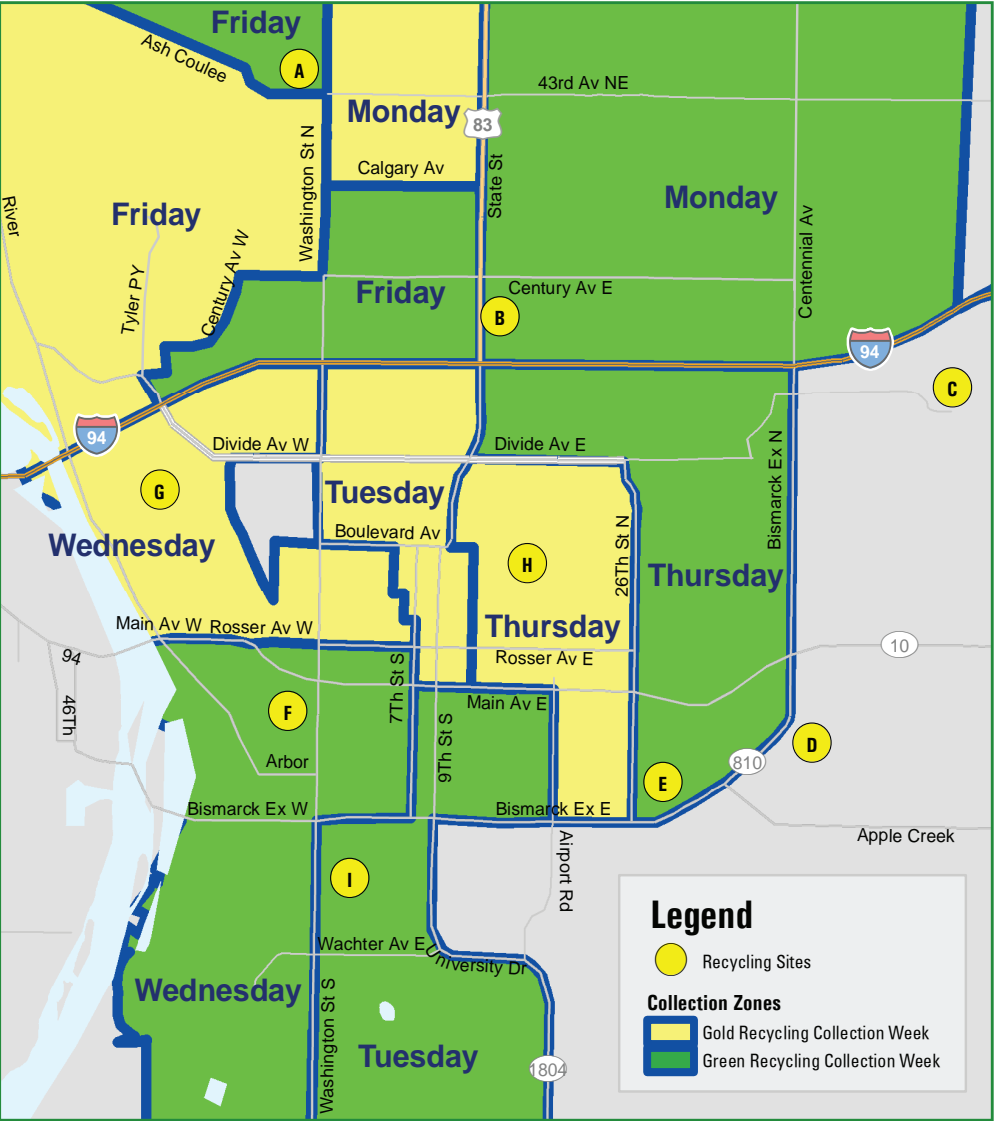 Friday
Ash Coulee
A
43rd Av NE
Monday
83
Washington St N
Calgary Av
State St
Monday
River
Friday
Centennial Av
Tyler PY
Century Av W
Friday
Century Av E
B
94
C
94
Divide Av W
Divide Av E
Bismarck Ex N
G
Tuesday
Boulevard Av
Wednesday
H
26Th St N
Thursday
Main Av W
Rosser Av W
Thursday
Rosser Av E
10
94
46Th
7Th St S
Main Av E
F
9Th St S
D
Arbor
810
E
Bismarck Ex W
Bismarck Ex E
Apple Creek
Airport Rd
I
Wachter Av E
University Dr
Wednesday
Washington St S
Tuesday
1804
Legend
Recycling Sites
Collection Zones
Gold Recycling Collection Week
Green Recycling Collection Week